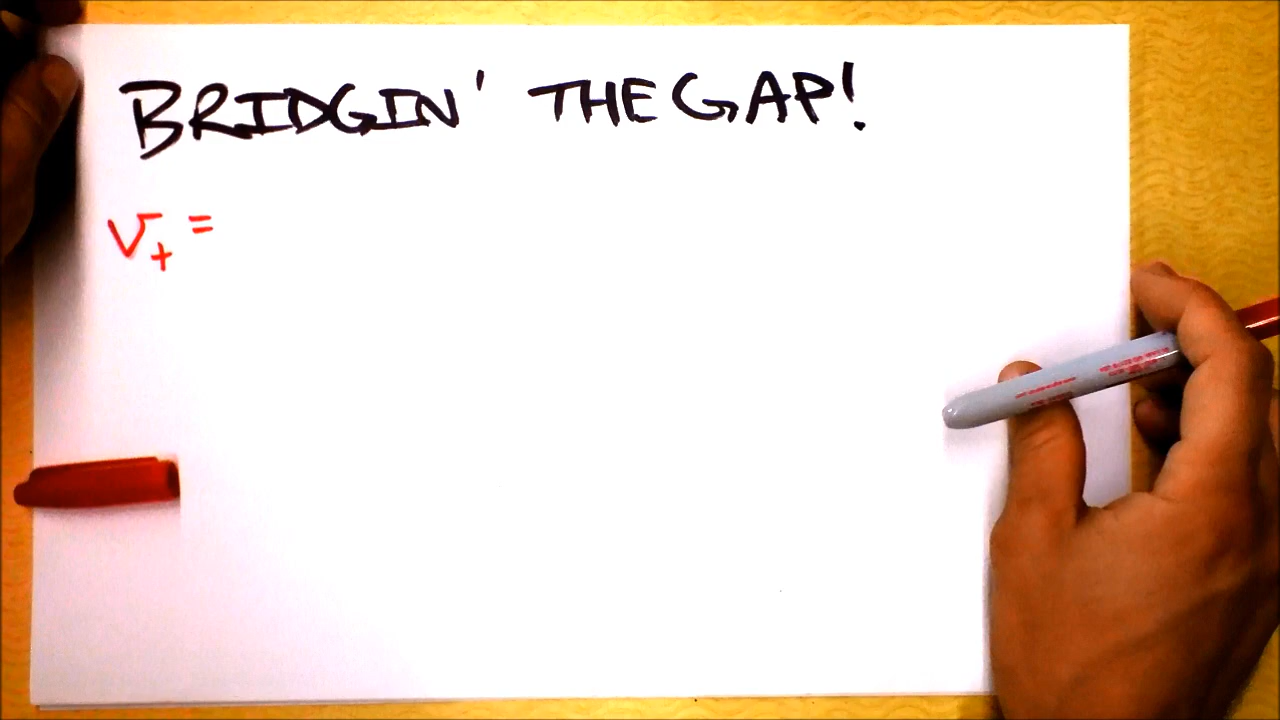 BRIDGIN' THE GAP!
V₊ =